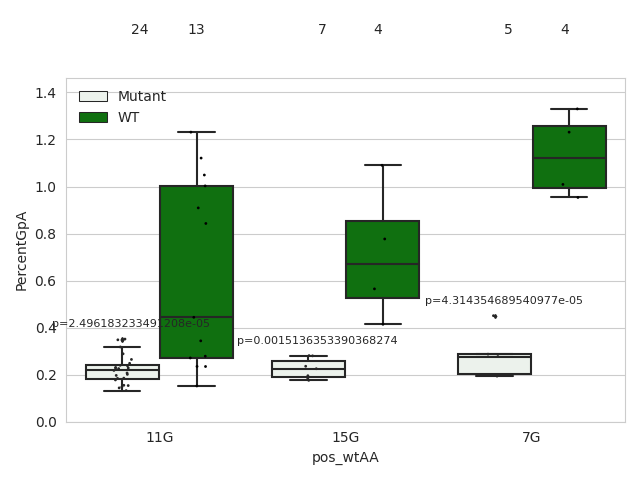 24 13 7 4 5 4
1.4
1.2
1.0
0.8
0.6
0.4
0.2
0.0
PercentGpA
Mutant
WT
p=4.314354689540977e-05
p=2.496183233491208e-05
p=0.0015136353390368274
11G 15G 7G
pos_wtAA